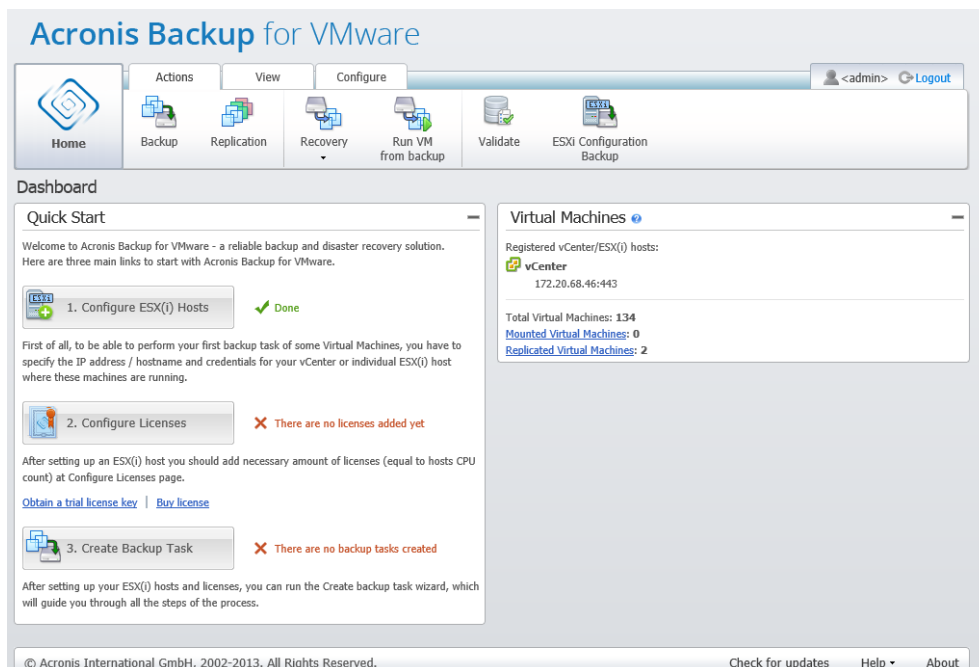 Acronis Backup for VMware
Actions
View
Configure
<admin>
Logout
Home
Backup
Replication
Recovery
Run VM
from backup
Validate
ESXi
ESXi Configuration
Backup
Dashboard
Quick Start
Welcome to Acronis Backup for VMware - a reliable backup and disaster recovery solution.
Here are three main links to start with Acronis Backup for VMware.
ESXi
1. Configure ESX(i) Hosts
Done
First of all, to be able to perform your first backup task of some Virtual Machines, you have to
specify the IP address / hostname and credentials for your vCenter or individual ESX(i) host
where these machines are running.
2. Configure Licenses
There are no licenses added yet
After setting up an ESX(i) host you should add necessary amount of licenses (equal to hosts CPU
count) at Configure Licenses page.
Obtain a trial license key | Buy license
3. Create Backup Task
There are no backup tasks created
After setting up your ESX(i) hosts and licenses, you can run the Create backup task wizard, which
will guide you through all the steps of the process.
Virtual Machines
Registered vCenter/ESX(i) hosts:
vCenter
172.20.68.46:443
Total Virtual Machines: 134
Mounted Virtual Machines: 0
Replicated Virtual Machines: 2
© Acronis International GmbH, 2002-2013. All Rights Reserved.
Check for updates
Help
About